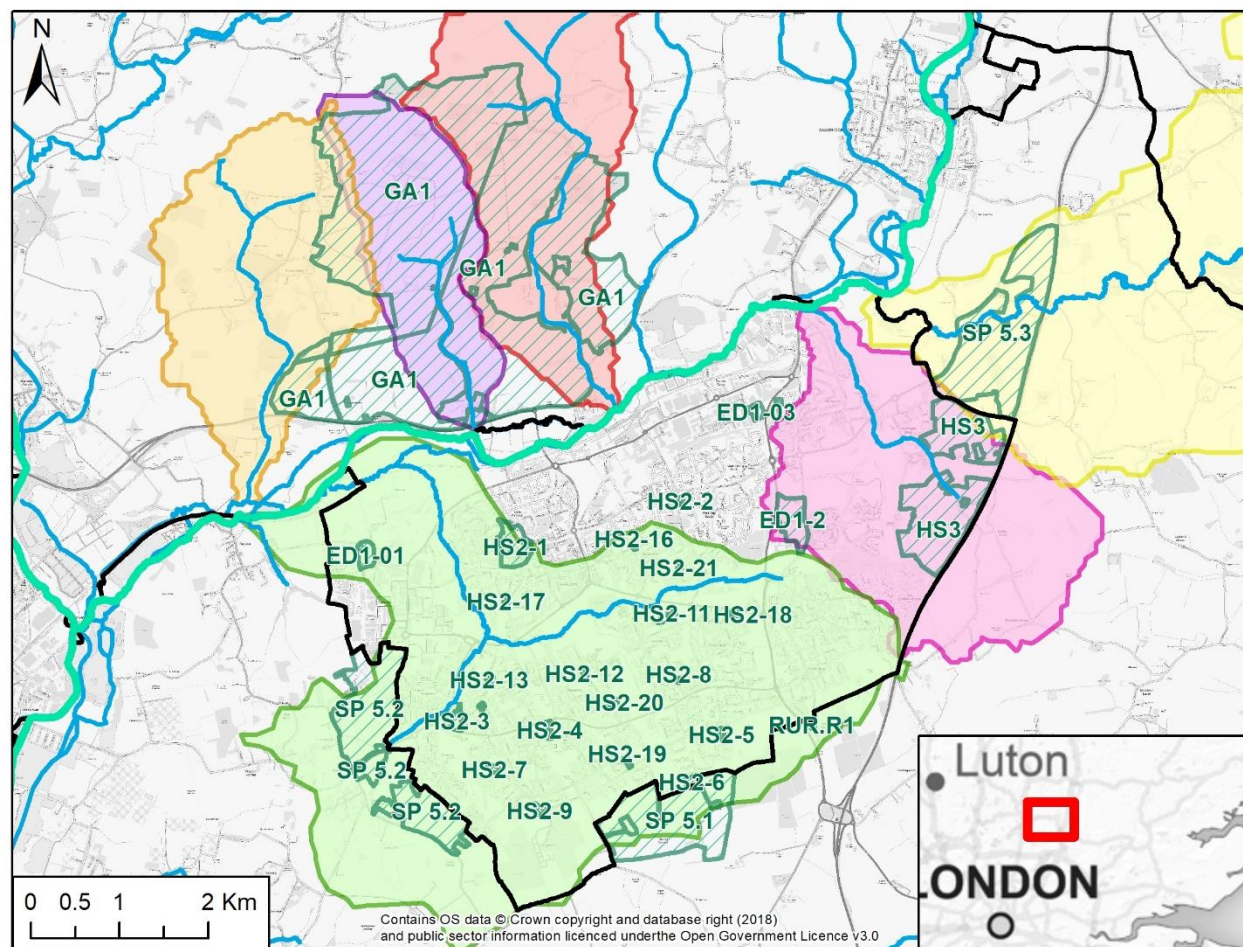 N
GA1
GA1
GA1
GA1
GA1
SP 5.3
ED1-03
HS3
HS2-2
ED1-2
HS3
HS2-16
HS2-1
ED1-01
HS2-21
HS2-17
HS2-11
HS2-18
HS2-12
HS2-8
HS2-13
HS2-20
SP 5.2
HS2-3
HS2-4
HS2-5
RUR.R1
HS2-19
SP 5.2
HS2-7
HS2-6
SP 5.2
HS2-9
SP 5.1
Luton
LONDON
0 0.5 1 2 Km
Contains OS data © Crown copyright and database right (2018)
and public sector information licenced underthe Open Government Licence v3.0